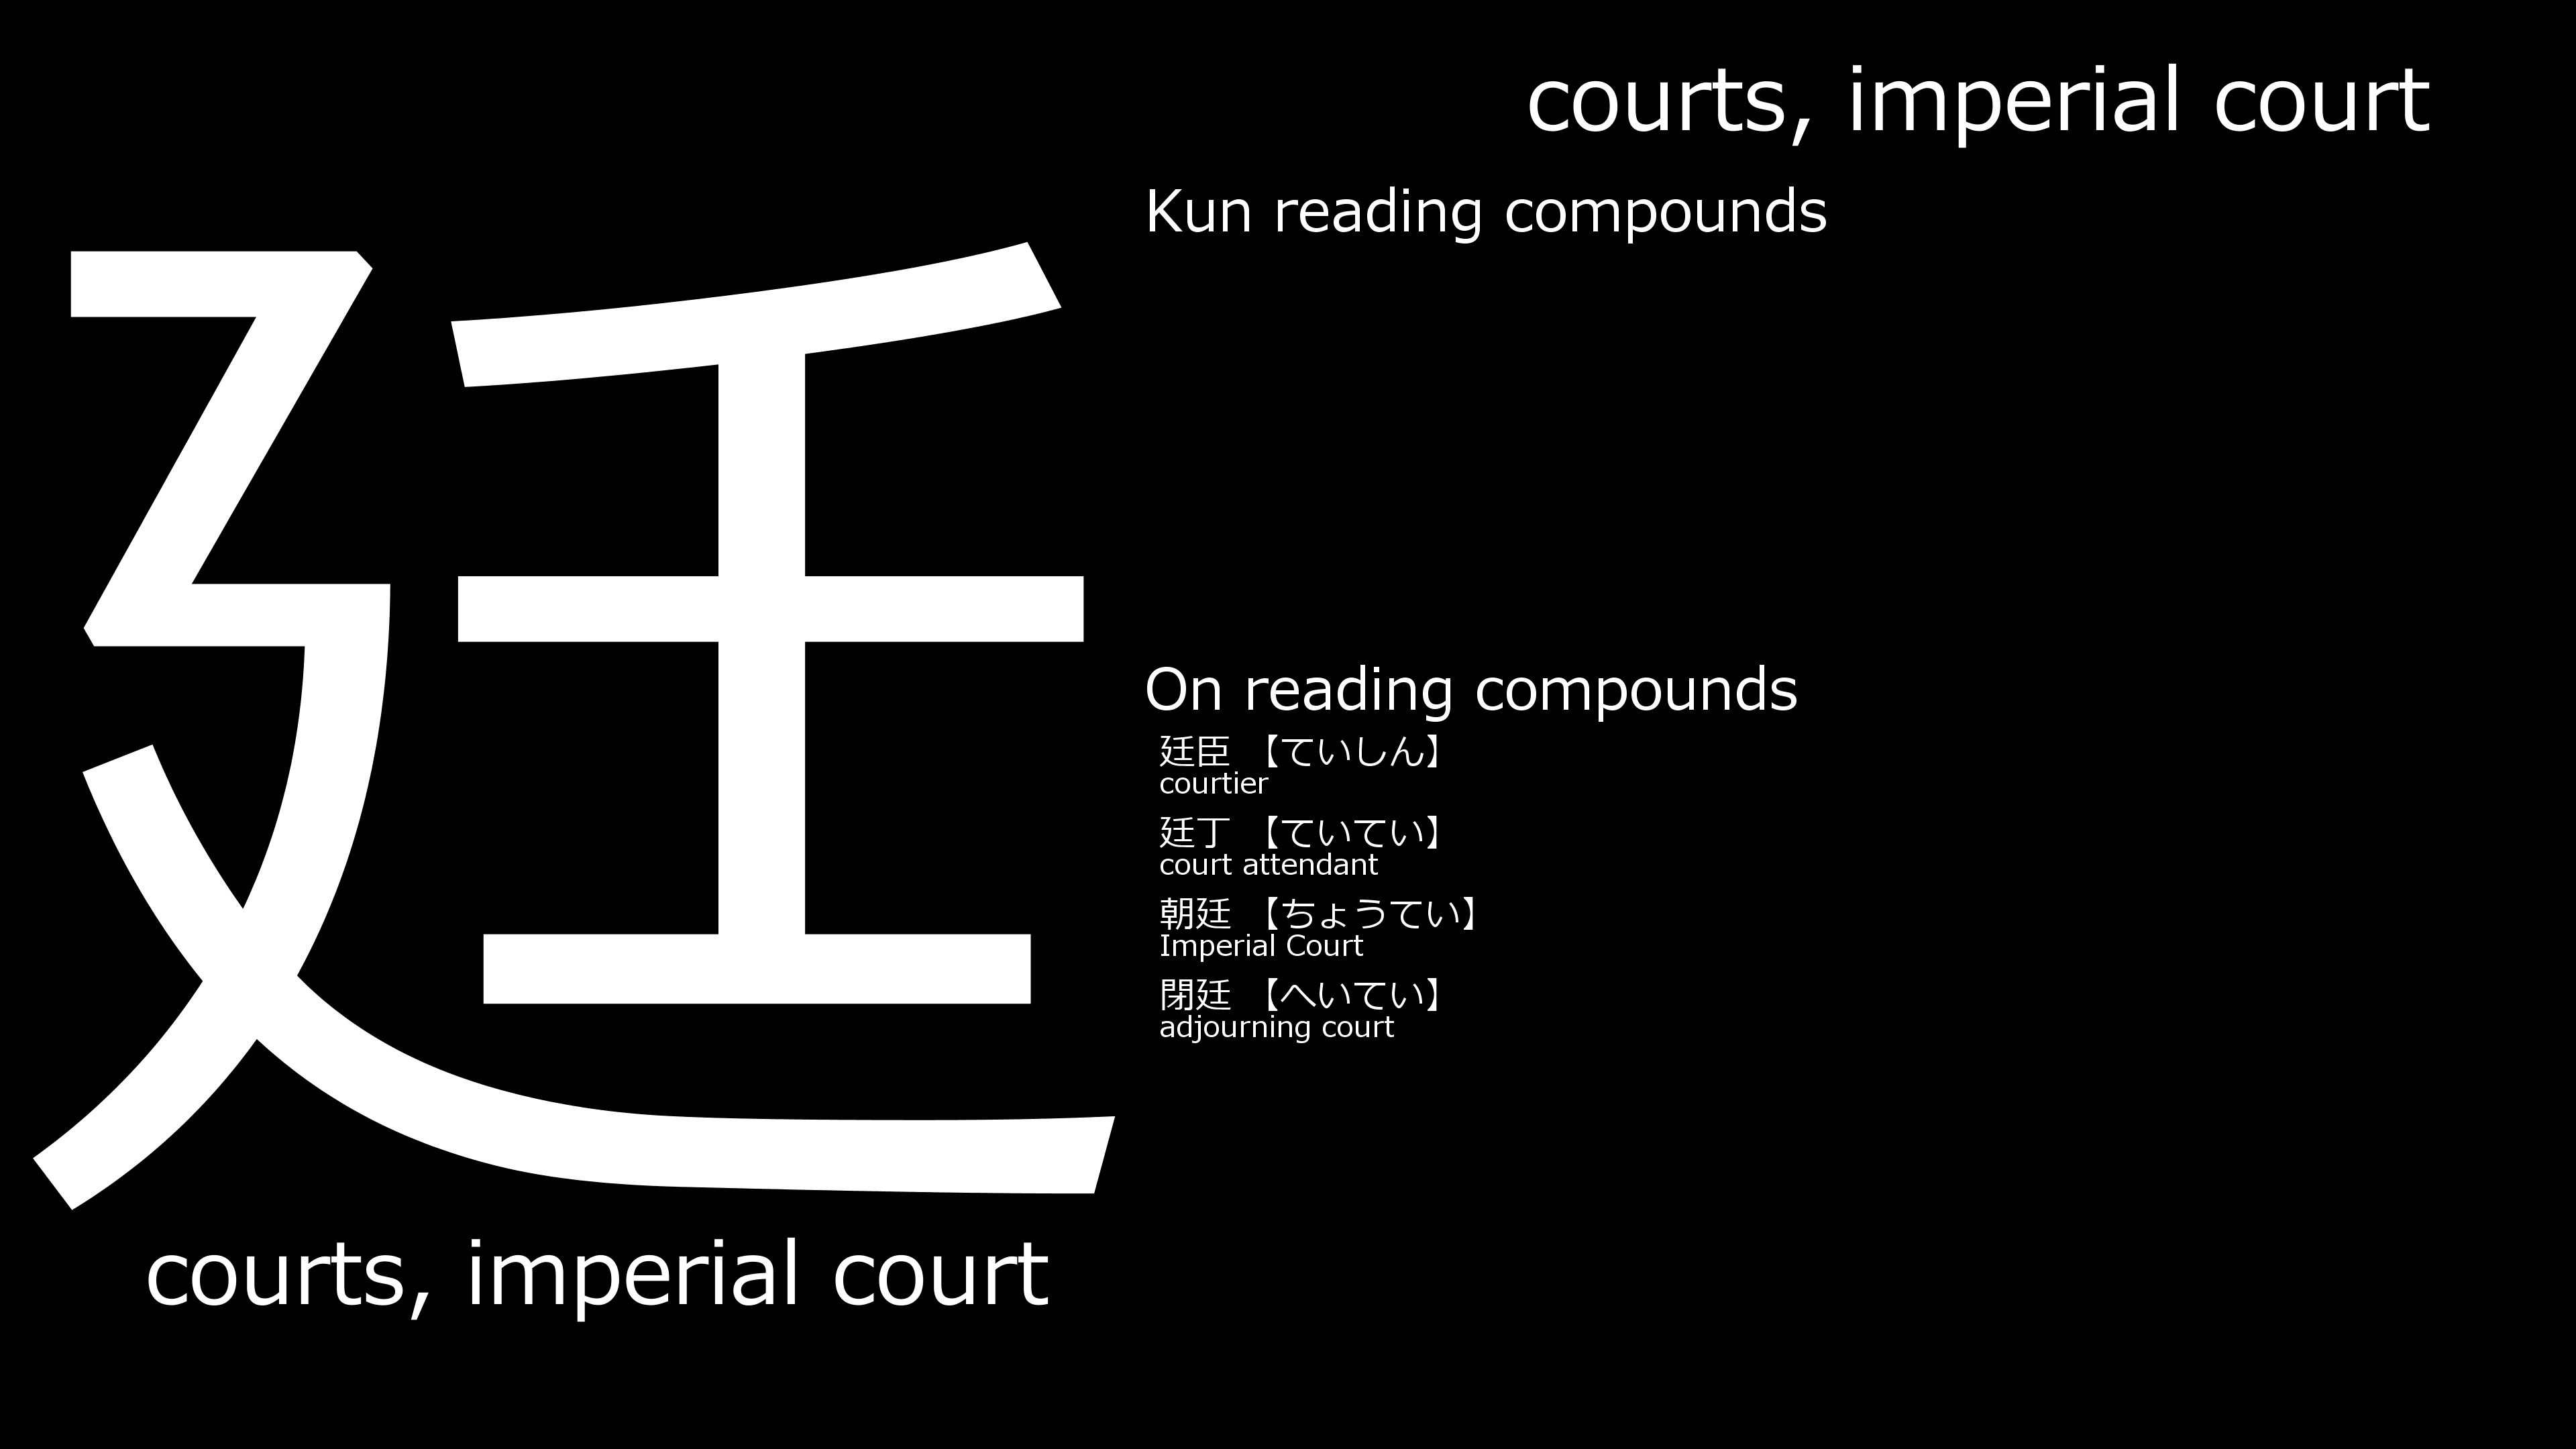 廷
courts, imperial court
courts, imperial court
Kun reading compounds
On reading compounds
廷臣 【ていしん】
courtier
廷丁 【ていてい】
court attendant
朝廷 【ちょうてい】
Imperial Court
閉廷 【へいてい】
adjourning court